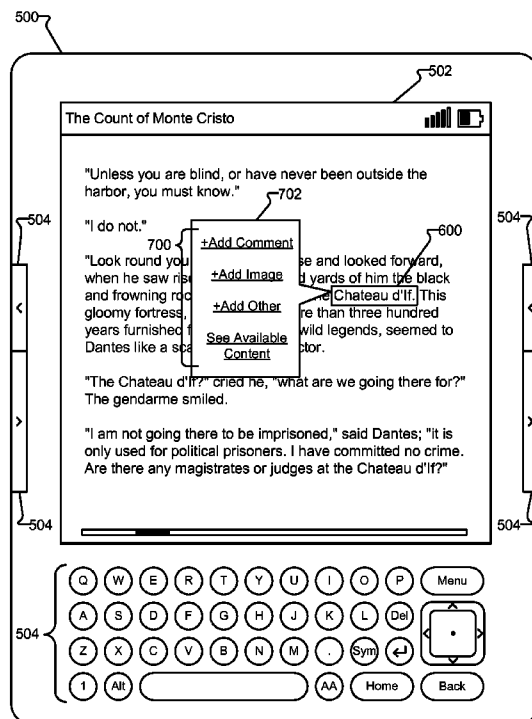 500
502
The Count of Monte Cristo
"Unless you are blind, or have never been outside the
harbor, you must know."
702
504
"I do not."
504
700
600
+Add Comment
+Add Image
+Add Other
See Available
Content
"Look round you and looked forward,
when he saw yards of him the black
and frowning Chateau d'If. This
gloomy fortress, than three hundred
years furnished wild legends, seemed to
Dantes like a
<
<
>
>
"The Chateau d'If?" cried he, "what are we going there for?"
The gendarme smiled.
"I am not going there to be imprisoned," said Dantes; "it is
only used for political prisoners. I have committed no crime.
Are there any magistrates or judges at the Chateau d'If?"
504
504
Q W E R T Y U I O P Menu
A S D F G H J K L Del
504
Z X C V B N M . Sym
1 Alt AA Home Back